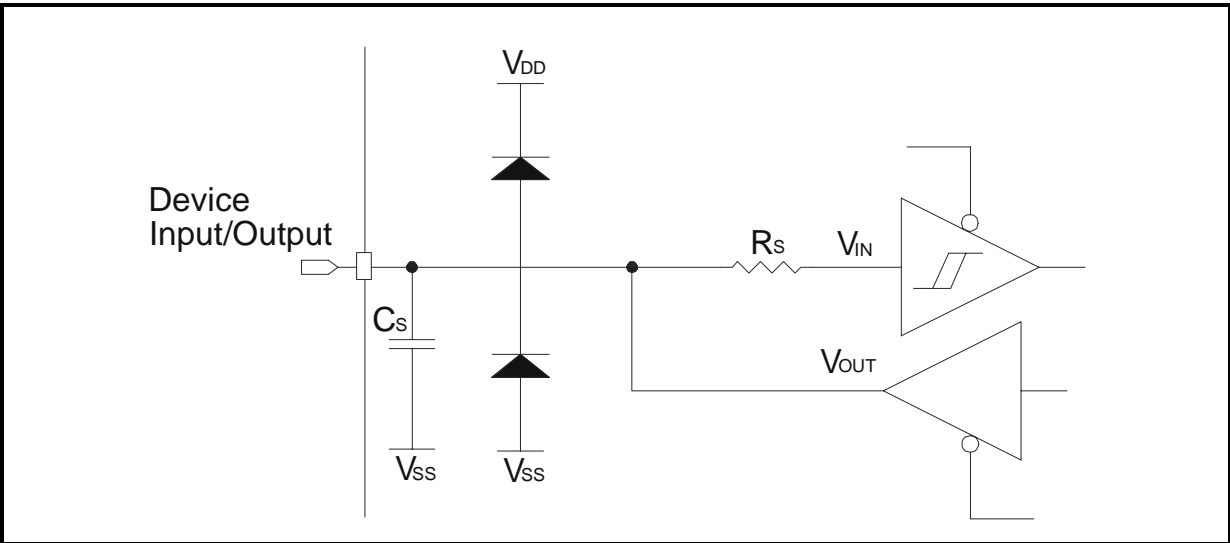 VDD
Device
Input/Output
RS
VIN
CS
VOUT
VSS
VSS